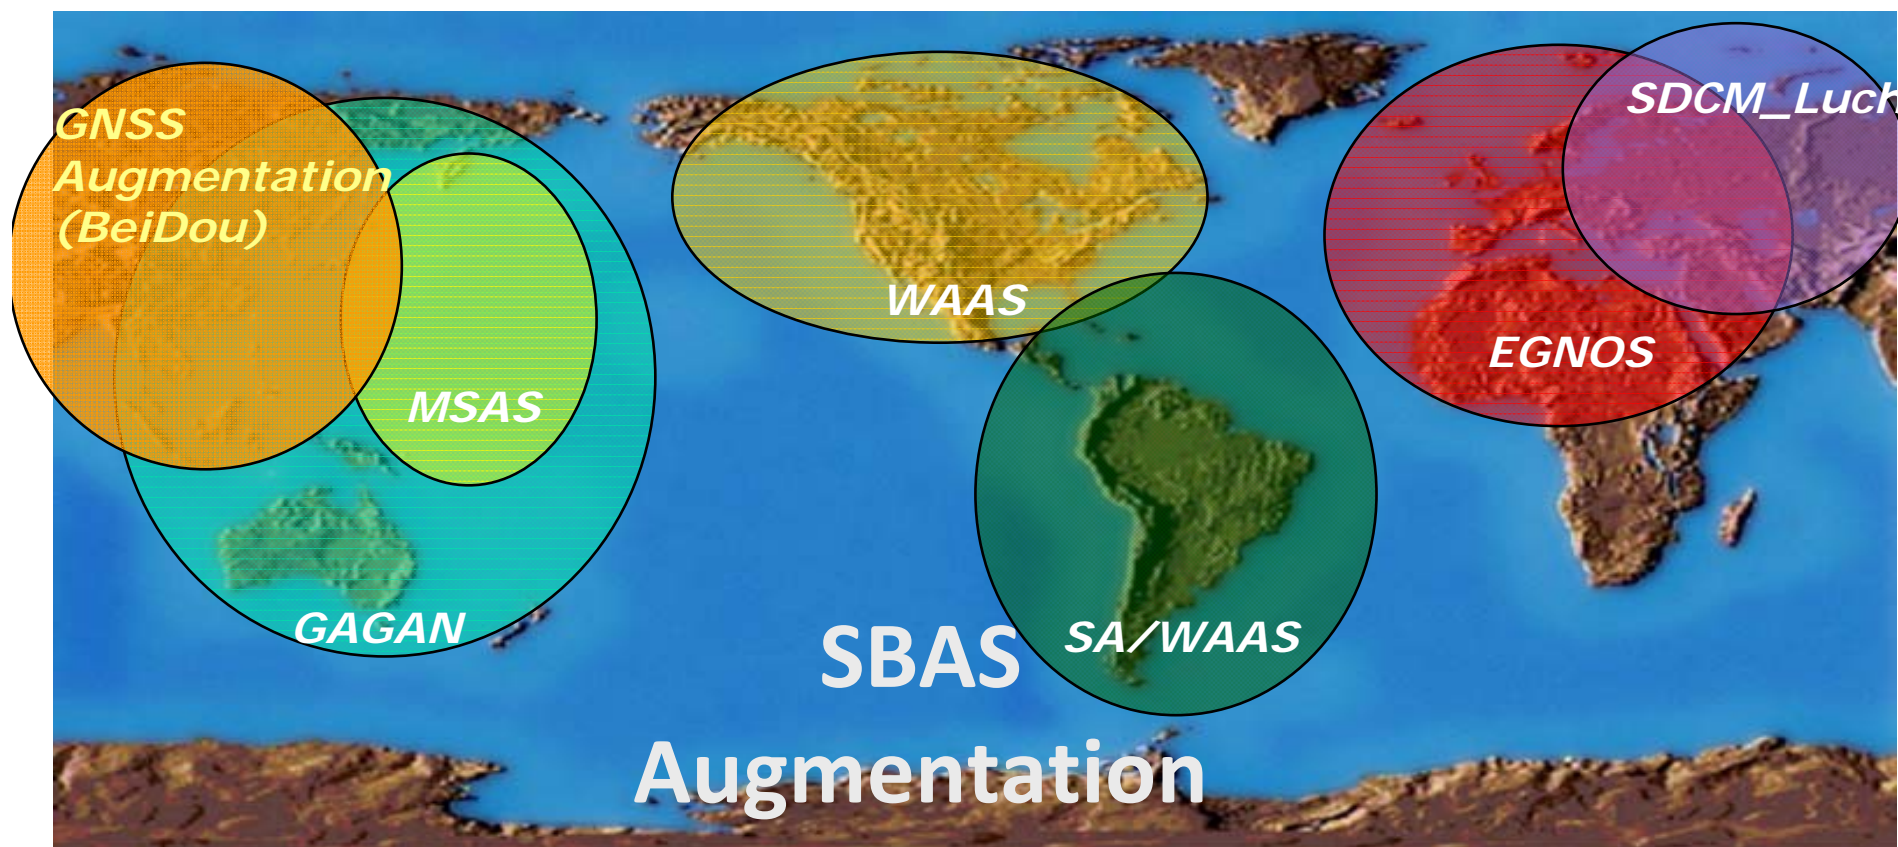 GNSS
Augmentation
(BeiDou)
MSAS
GAGAN
WAAS
SA/WAAS
SDCM_Luch
EGNOS
SBAS
Augmentation